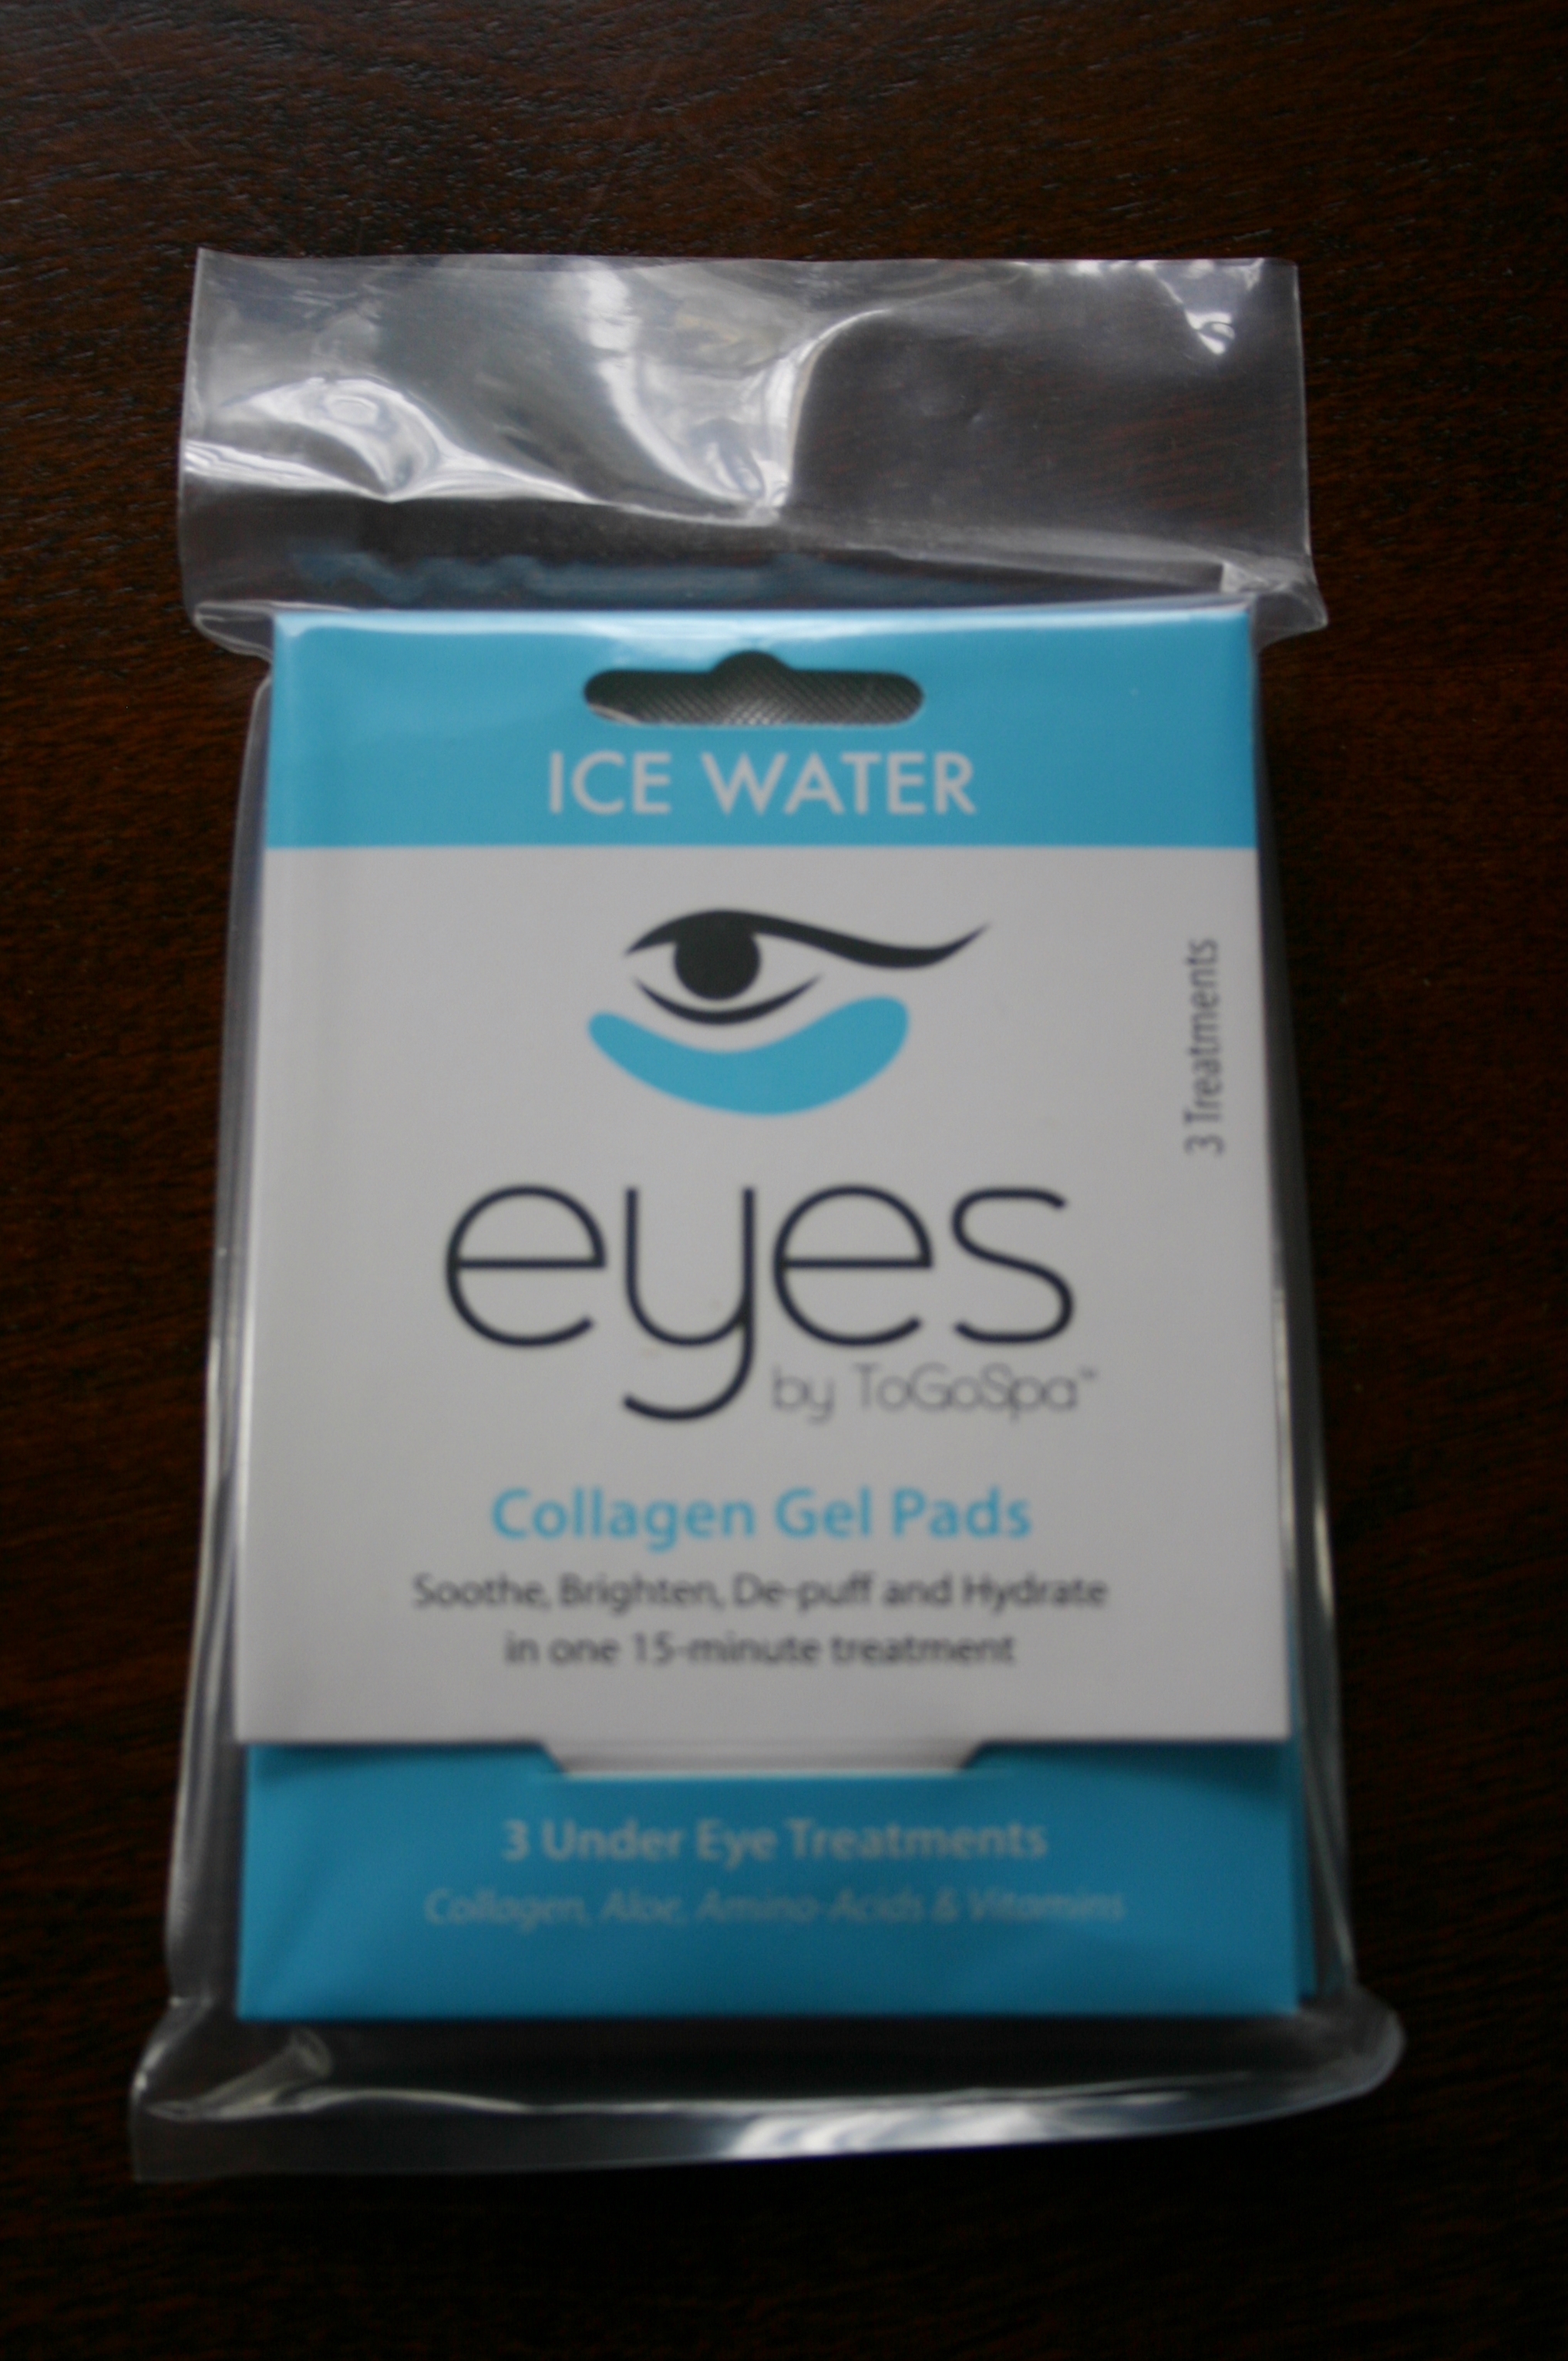 ICE WATER
3 Treatments
eyes
by ToGoSpa™
Collagen Gel Pads
Soothe, Brighten, De-puff and Hydrate
in one 15-minute treatment
3 Under Eye Treatments
Collagen, Aloe, Amino-Acids & Vitamins